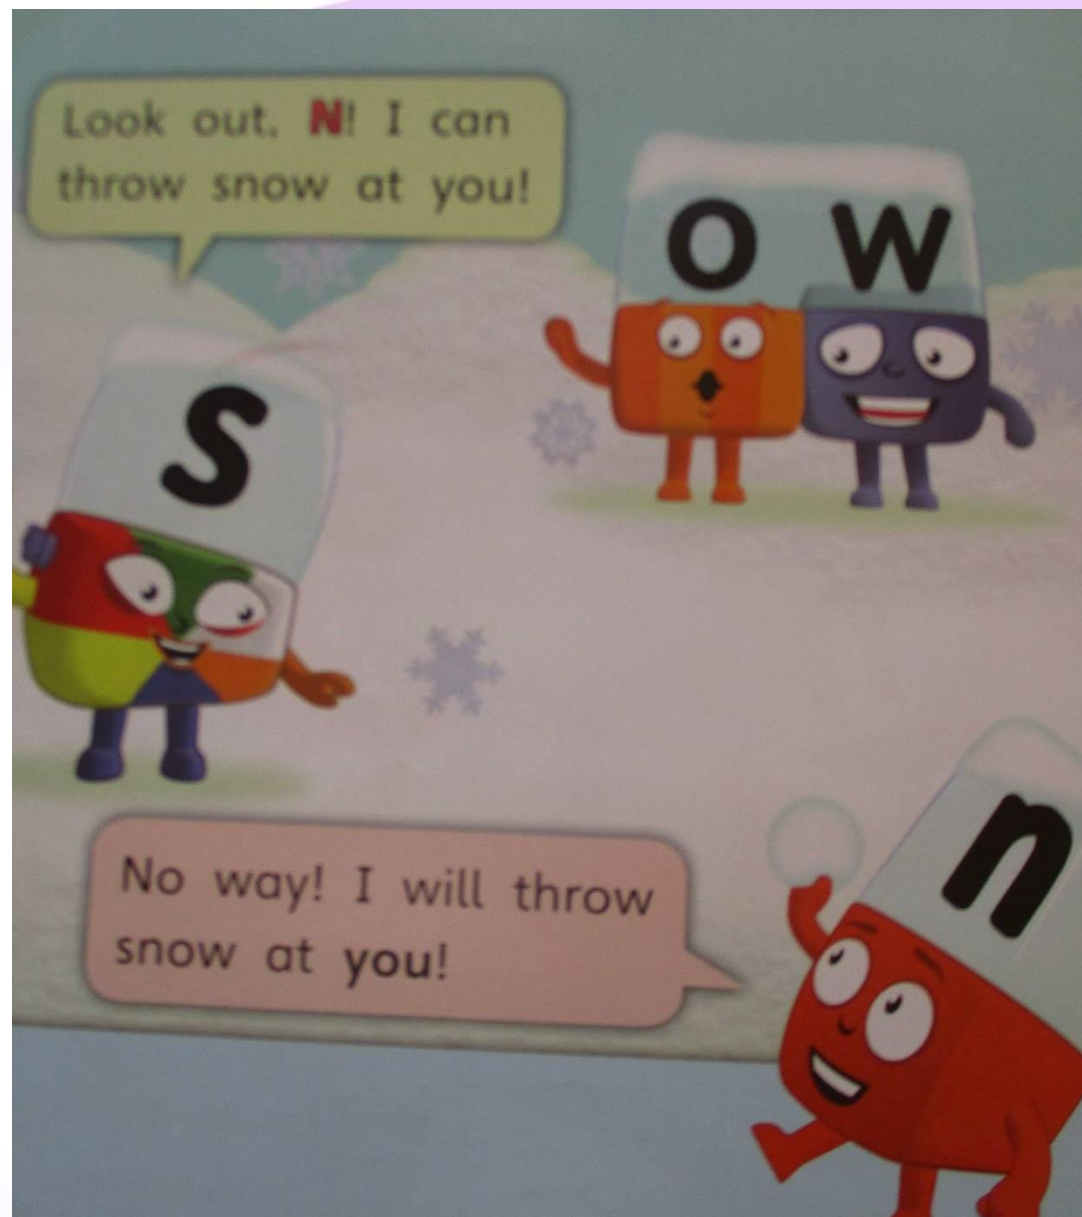 Look out, N! I can
throw snow at you!
o w
s
No way! I will throw
snow at you!
n